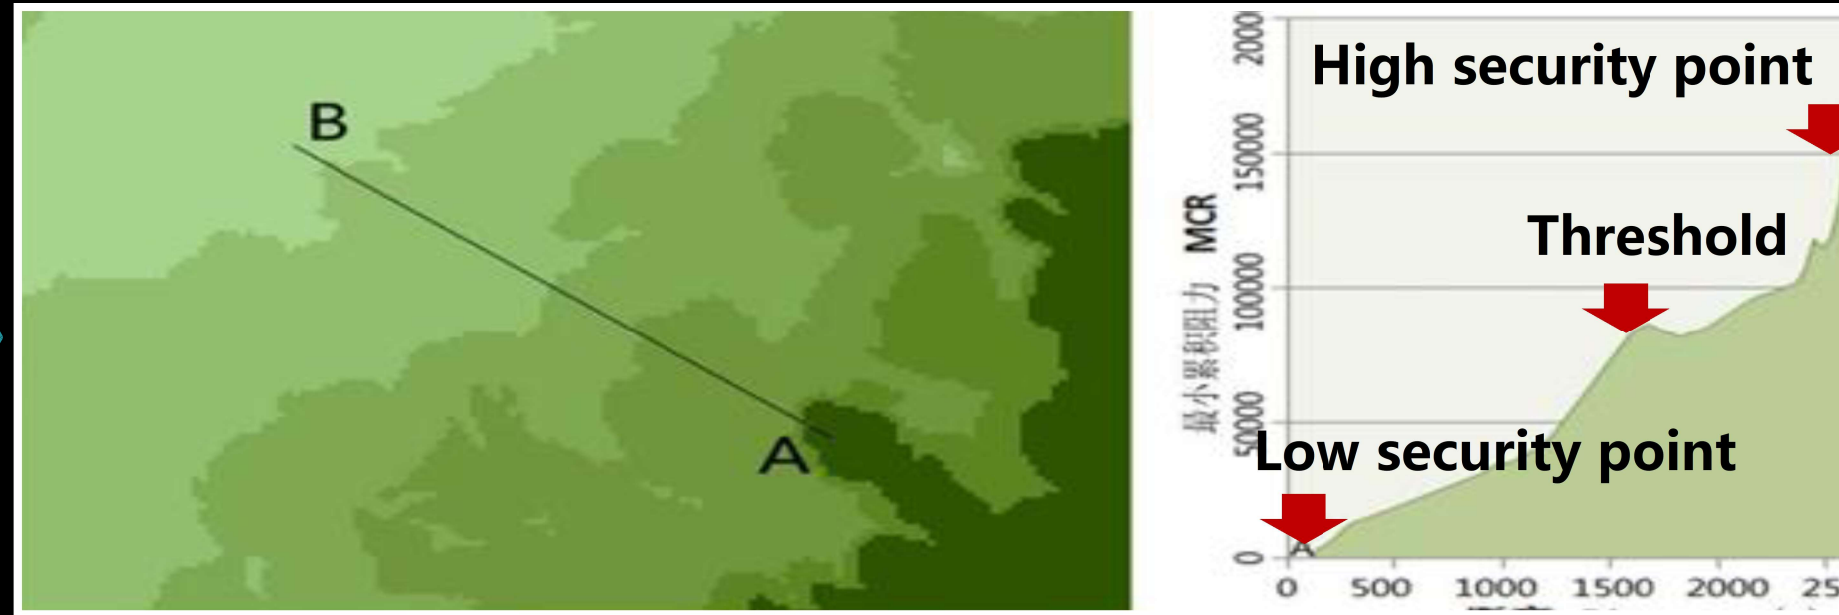 B
A
High security point
Threshold
Low security point
最小累积阻力 MCR
2000
150000
100000
50000
0
A
0 500 1000 1500 2000 25